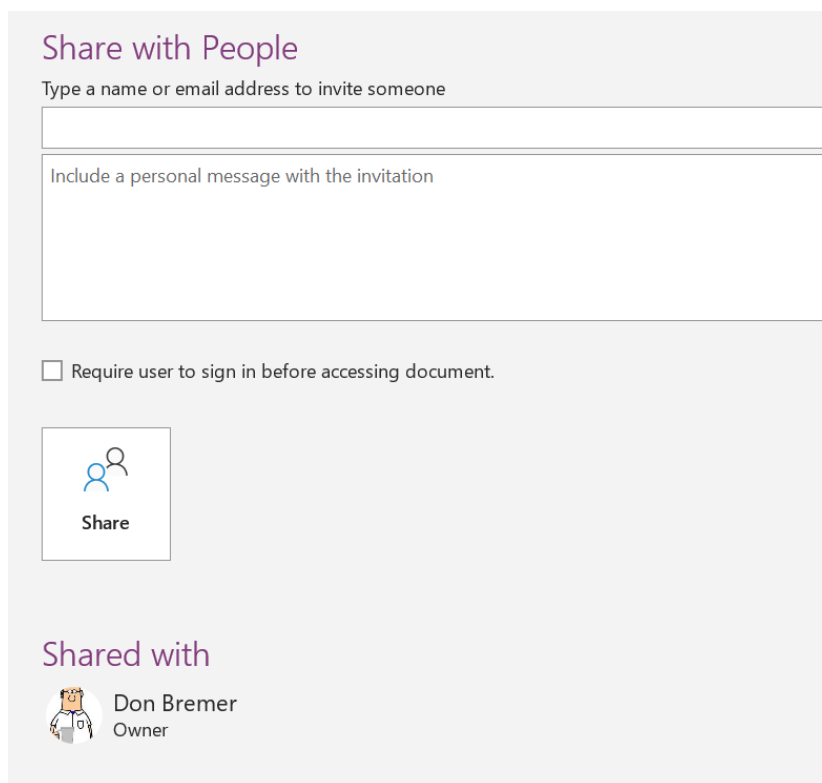 Share with People
Type a name or email address to invite someone
Include a personal message with the invitation
Require user to sign in before accessing document.
Share
Shared with
Don Bremer
Owner